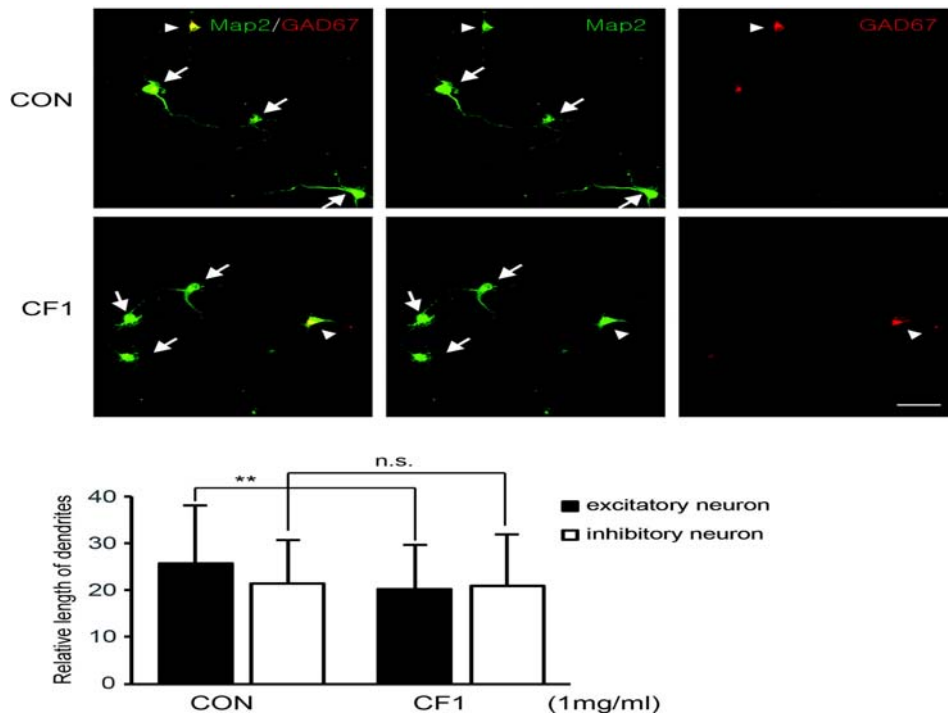 Map2/GAD67
Map2
GAD67
CON
CF1
n.s.
**
40
30
20
10
0
Relative length of dendrites
excitatory neuron
inhibitory neuron
CON
CF1
(1mg/ml)